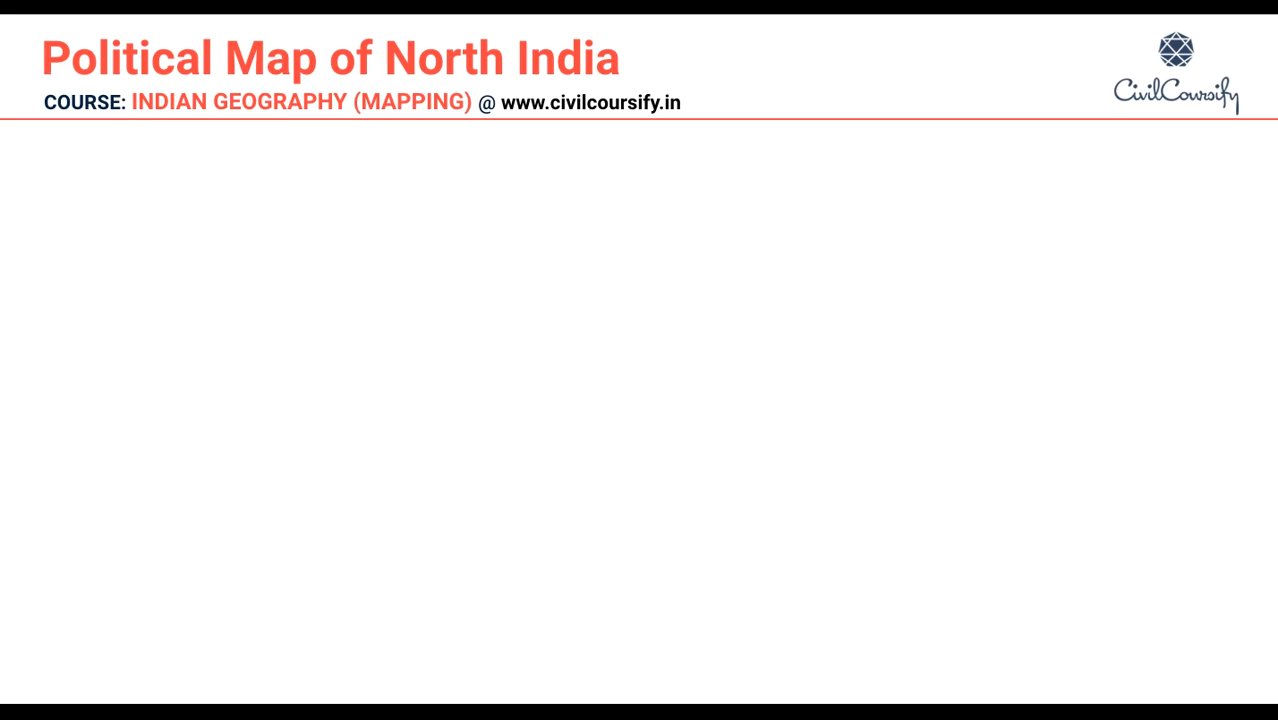 Political Map of North India
COURSE: INDIAN GEOGRAPHY (MAPPING) @ www.civilcoursify.in
CivilCoursify